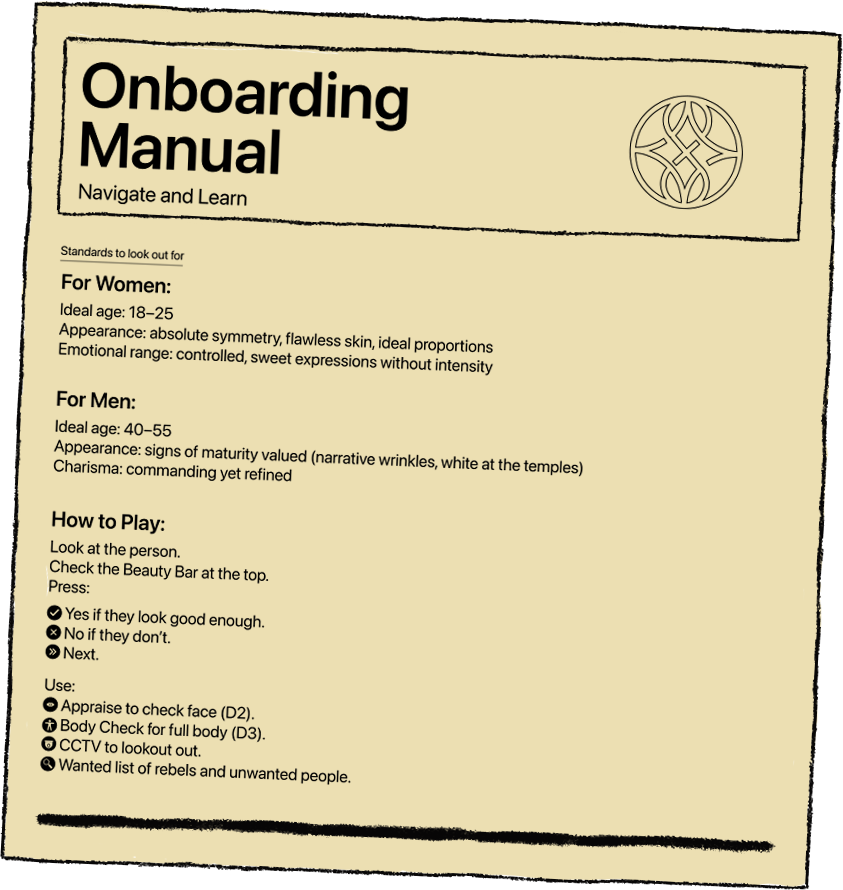 Onboarding
Manual
Navigate and Learn
Standards to look out for
For Women:
Ideal age: 18–25
Appearance: absolute symmetry, flawless skin, ideal proportions
Emotional range: controlled, sweet expressions without intensity
For Men:
Ideal age: 40–55
Appearance: signs of maturity valued (narrative wrinkles, white at the temples)
Charisma: commanding yet refined
How to Play:
Look at the person.
Check the Beauty Bar at the top.
Press:
Yes if they look good enough.
No if they don’t.
Next.
Use:
Appraise to check face (D2).
Body Check for full body (D3).
CCTV to lookout out.
Wanted list of rebels and unwanted people.